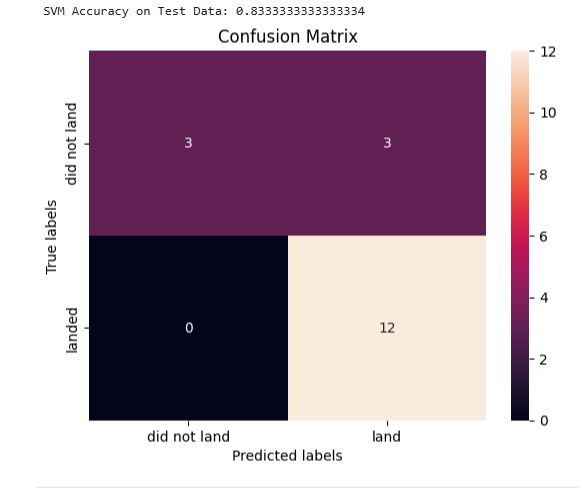 SVM Accuracy on Test Data: 0.8333333333333334
Confusion Matrix
True labels
did not land
landed
3 3
0 12
did not land land
Predicted labels
12
10
8
6
4
2
0